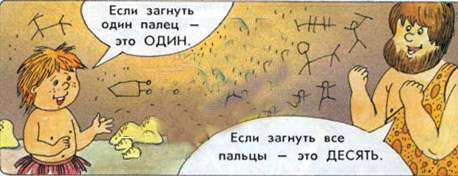 Если загнуть
один палец —
это ОДИН.
Если загнуть все
пальцы — это ДЕСЯТЬ.